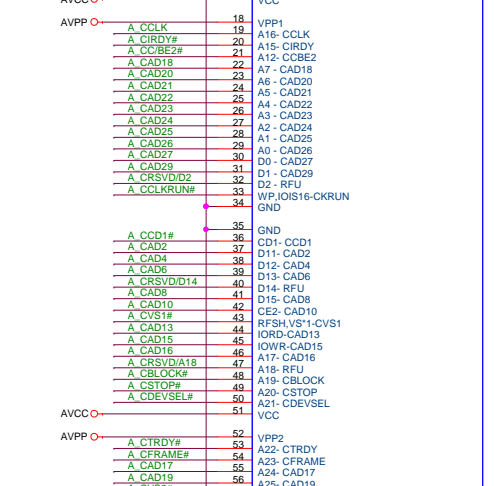 AVCC VCC
AVPP 18 VPP1
A_CCLK 19 A16- CCLK
A_CIRDY# 20 A15- CIRDY
A_CC/BE2# 21 A12- CCBE2
A_CAD18 22 A7 - CAD18
A_CAD20 23 A6 - CAD20
A_CAD21 24 A5 - CAD21
A_CAD22 25 A4 - CAD22
A_CAD23 26 A3 - CAD23
A_CAD24 27 A2 - CAD24
A_CAD25 28 A1 - CAD25
A_CAD26 29 A0 - CAD26
A_CAD27 30 D0 - CAD27
A_CAD29 31 D1 - CAD29
A_CRSVD/D2 32 D2 - RFU
A_CCLKRUN# 33 WP,IOIS16-CKRUN
34 GND
35 GND
A_CCD1# 36 CD1- CCD1
A_CAD2 37 D11- CAD2
A_CAD4 38 D12- CAD4
A_CAD6 39 D13- CAD6
A_CRSVD/D14 40 D14- RFU
A_CAD8 41 D15- CAD8
A_CAD10 42 CE2- CAD10
A_CVS1# 43 RFSH,VS*1-CVS1
A_CAD13 44 IORD-CAD13
A_CAD15 45 IOWR-CAD15
A_CAD16 46 A17- CAD16
A_CRSVD/A18 47 A18- RFU
A_CBLOCK# 48 A19- CBLOCK
A_CSTOP# 49 A20- CSTOP
A_CDEVSEL# 50 A21- CDEVSEL
AVCC 51 VCC
AVPP 52 VPP2
A_CTRDY# 53 A22- CTRDY
A_CFRAME# 54 A23- CFRAME
A_CAD17 55 A24- CAD17
A_CAD19 56 A25- CAD19